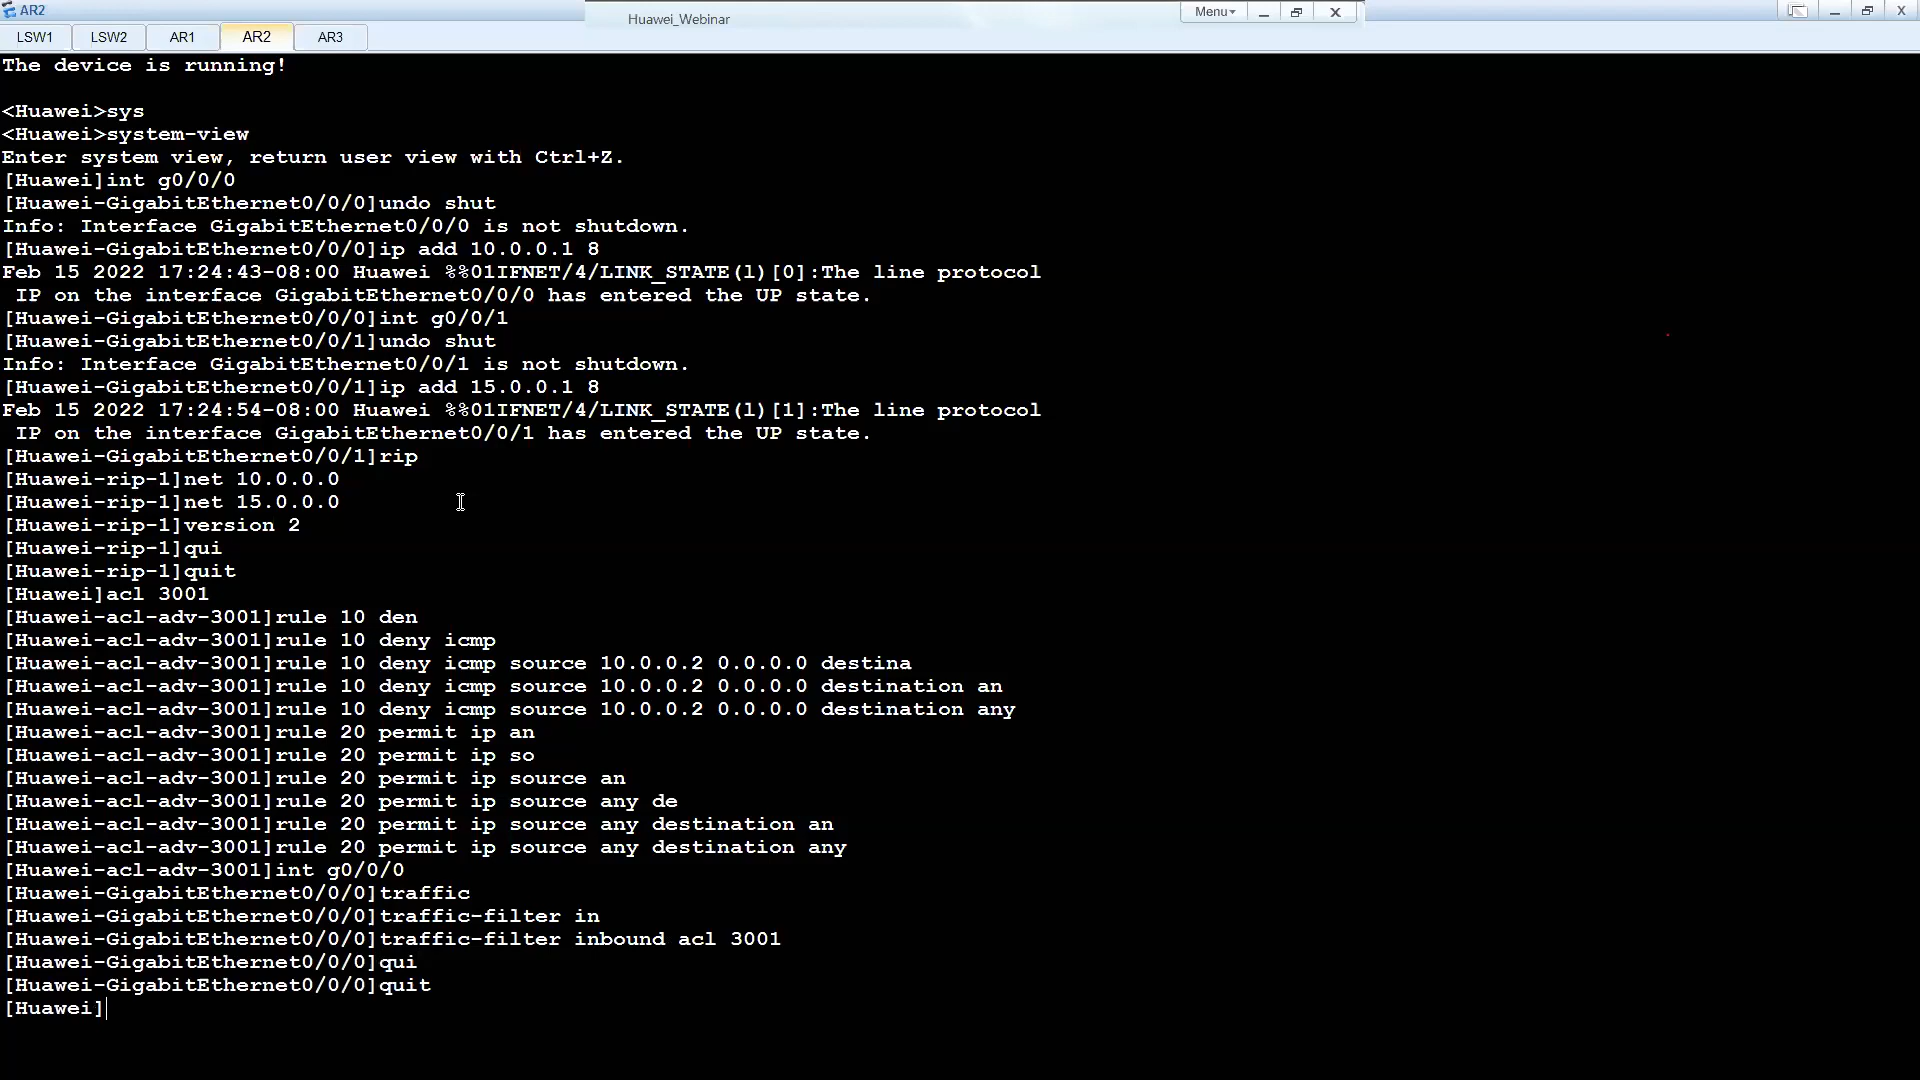 AR2
Huawei_Webinar
Menu
LSW1 LSW2 AR1 AR2 AR3
The device is running!
<Huawei>sys
<Huawei>system-view
Enter system view, return user view with Ctrl+Z.
[Huawei]int g0/0/0
[Huawei-GigabitEthernet0/0/0]undo shut
Info: Interface GigabitEthernet0/0/0 is not shutdown.
[Huawei-GigabitEthernet0/0/0]ip add 10.0.0.1 8
Feb 15 2022 17:24:43-08:00 Huawei %%01IFNET/4/LINK_STATE(l)[0]:The line protocol
IP on the interface GigabitEthernet0/0/0 has entered the UP state.
[Huawei-GigabitEthernet0/0/0]int g0/0/1
[Huawei-GigabitEthernet0/0/1]undo shut
Info: Interface GigabitEthernet0/0/1 is not shutdown.
[Huawei-GigabitEthernet0/0/1]ip add 15.0.0.1 8
Feb 15 2022 17:24:54-08:00 Huawei %%01IFNET/4/LINK_STATE(l)[1]:The line protocol
IP on the interface GigabitEthernet0/0/1 has entered the UP state.
[Huawei-GigabitEthernet0/0/1]rip
[Huawei-rip-1]net 10.0.0.0
[Huawei-rip-1]net 15.0.0.0
[Huawei-rip-1]version 2
[Huawei-rip-1]qui
[Huawei-rip-1]quit
[Huawei]acl 3001
[Huawei-acl-adv-3001]rule 10 den
[Huawei-acl-adv-3001]rule 10 deny icmp
[Huawei-acl-adv-3001]rule 10 deny icmp source 10.0.0.2 0.0.0.0 destina
[Huawei-acl-adv-3001]rule 10 deny icmp source 10.0.0.2 0.0.0.0 destination an
[Huawei-acl-adv-3001]rule 10 deny icmp source 10.0.0.2 0.0.0.0 destination any
[Huawei-acl-adv-3001]rule 20 permit ip an
[Huawei-acl-adv-3001]rule 20 permit ip so
[Huawei-acl-adv-3001]rule 20 permit ip source an
[Huawei-acl-adv-3001]rule 20 permit ip source any de
[Huawei-acl-adv-3001]rule 20 permit ip source any destination an
[Huawei-acl-adv-3001]rule 20 permit ip source any destination any
[Huawei-acl-adv-3001]int g0/0/0
[Huawei-GigabitEthernet0/0/0]traffic
[Huawei-GigabitEthernet0/0/0]traffic-filter in
[Huawei-GigabitEthernet0/0/0]traffic-filter inbound acl 3001
[Huawei-GigabitEthernet0/0/0]qui
[Huawei-GigabitEthernet0/0/0]quit
[Huawei]